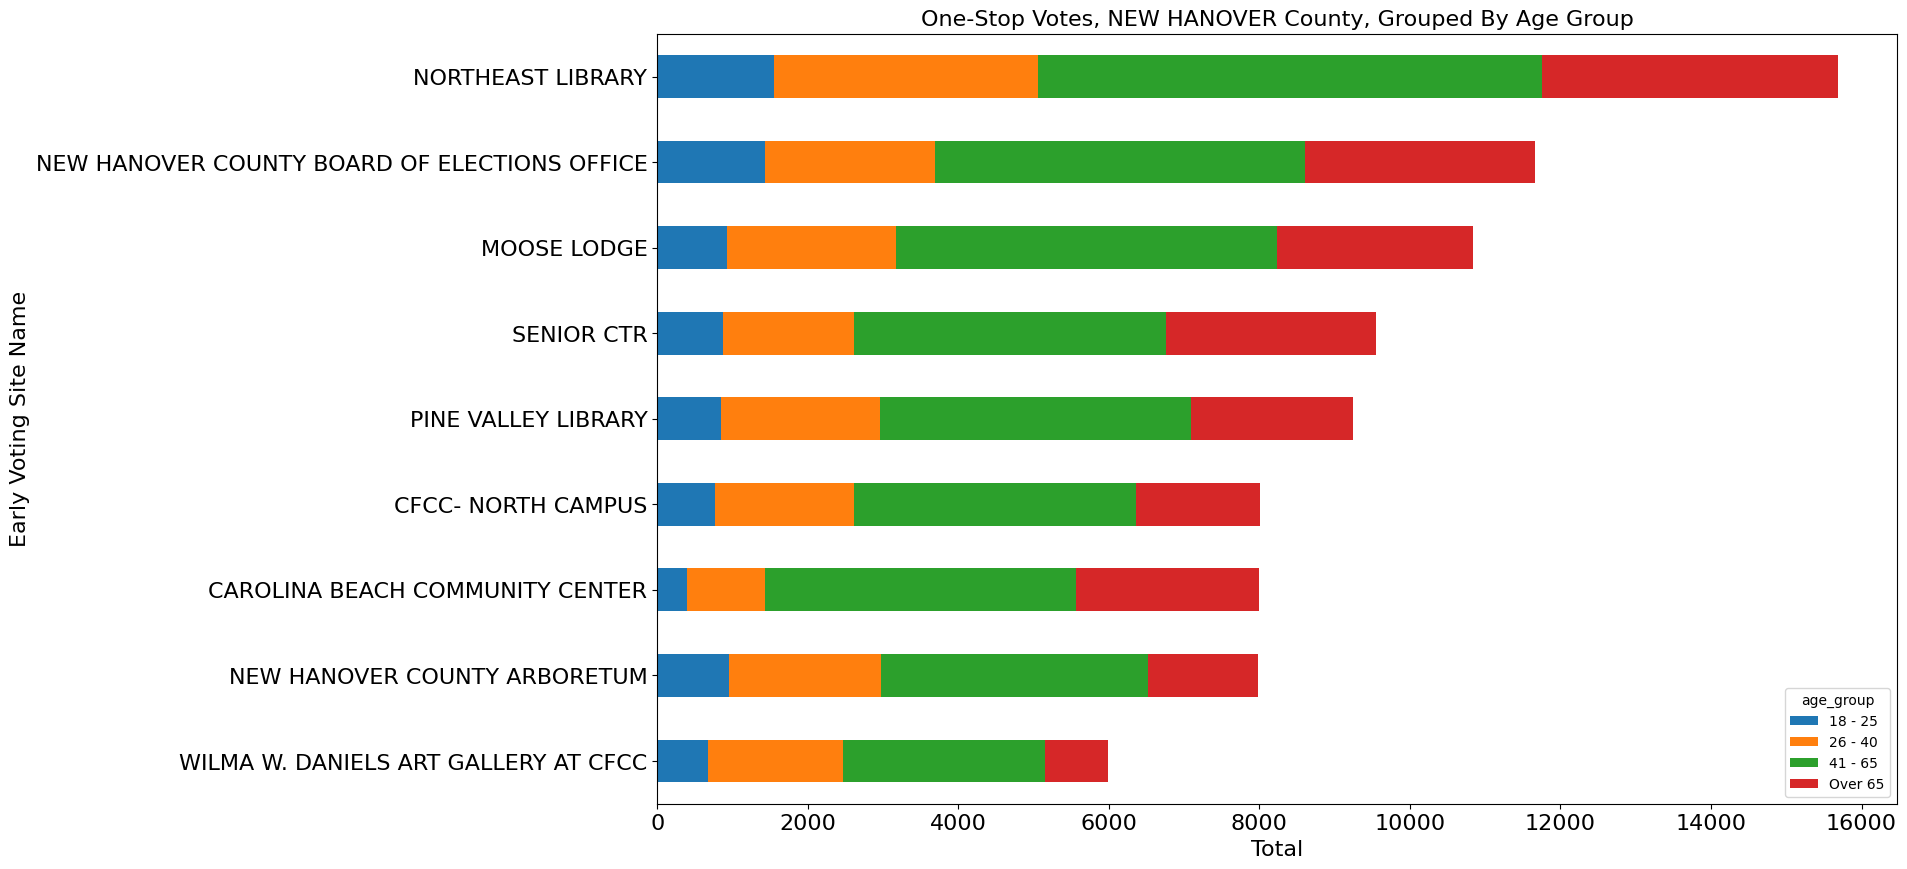 One-Stop Votes, NEW HANOVER County, Grouped By Age Group
Early Voting Site Name
NORTHEAST LIBRARY
NEW HANOVER COUNTY BOARD OF ELECTIONS OFFICE
MOOSE LODGE
SENIOR CTR
PINE VALLEY LIBRARY
CFCC- NORTH CAMPUS
CAROLINA BEACH COMMUNITY CENTER
NEW HANOVER COUNTY ARBORETUM
WILMA W. DANIELS ART GALLERY AT CFCC
age_group
18 - 25
26 - 40
41 - 65
Over 65
0 2000 4000 6000 8000 10000 12000 14000 16000
Total